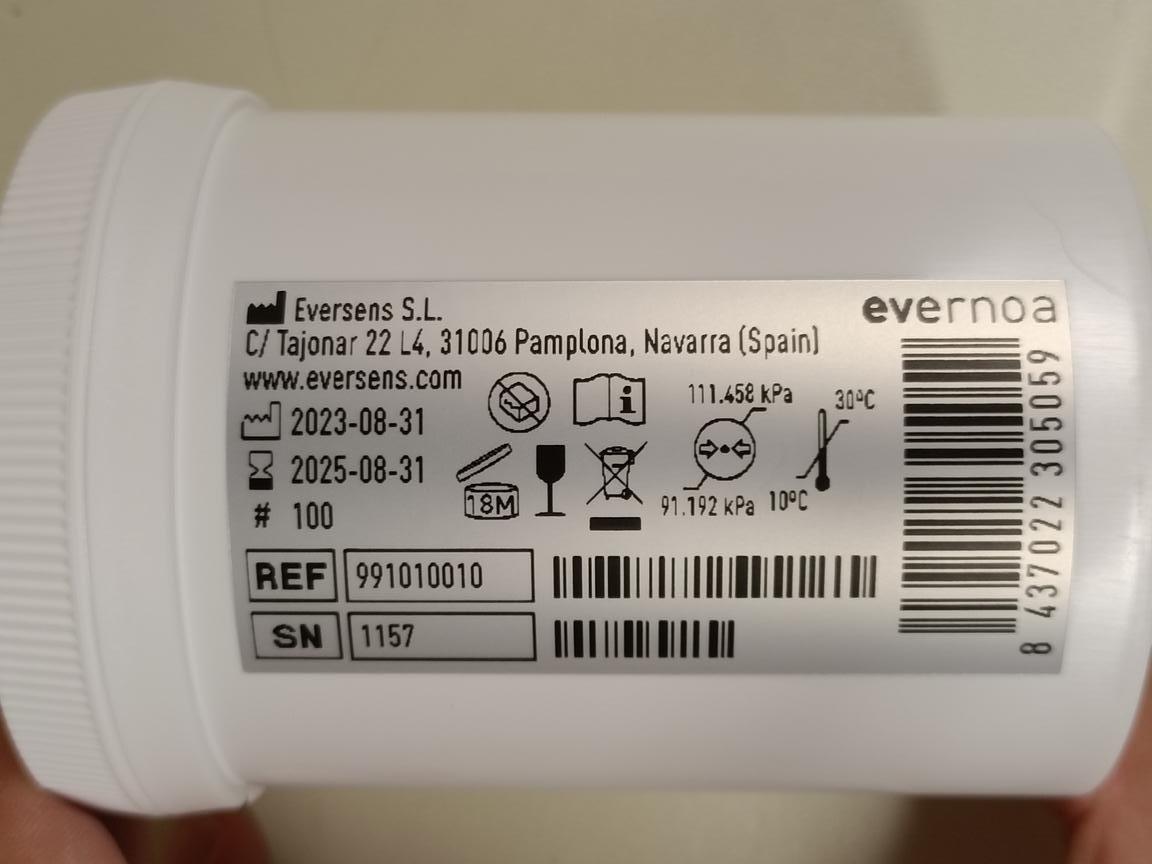 Eversens S.L.
C/ Tajonar 22 L4, 31006 Pamplona, Navarra (Spain)
www.eversens.com
evernoa
2023-08-31
2025-08-31
# 100
18M
111.458 kPa
91.192 kPa
30ºC
10ºC
REF 991010010
SN 1157
8 437022 305059